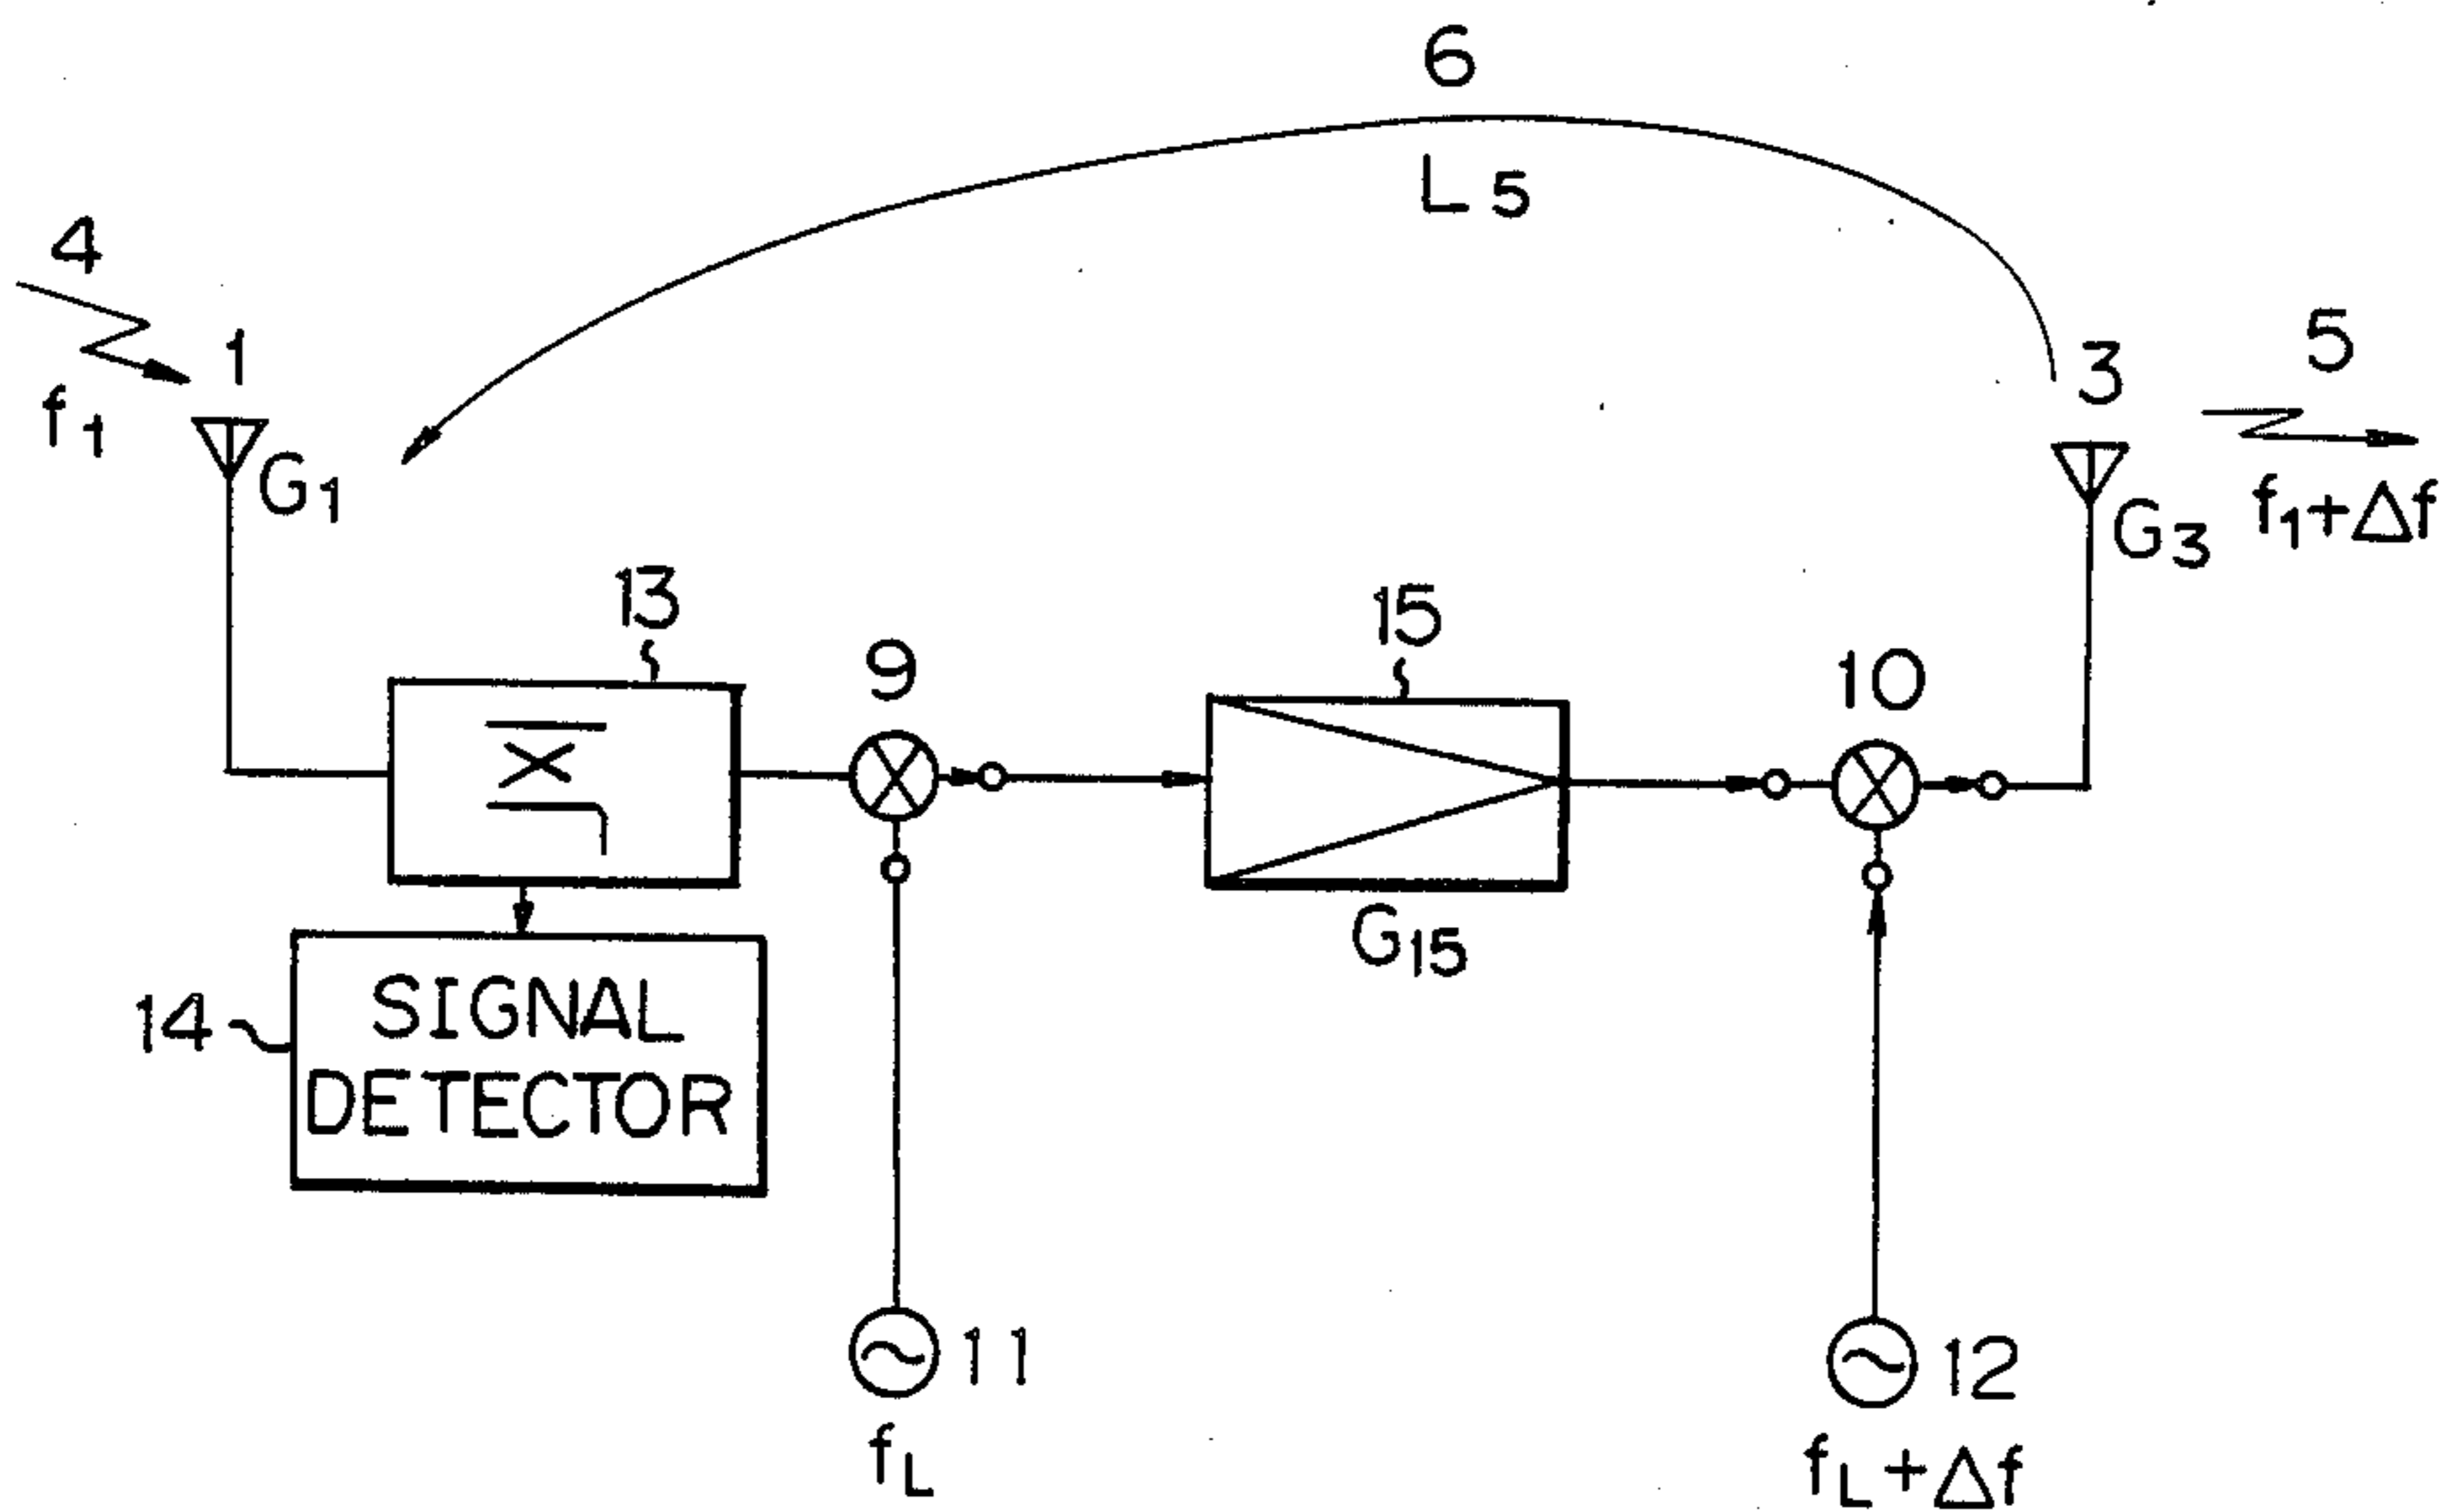 6
L5
4
f1
1
G1
3
5
G3
f1+Δf
13
9
15
10
G15
14
SIGNAL
DETECTOR
11
fL
12
fL+Δf